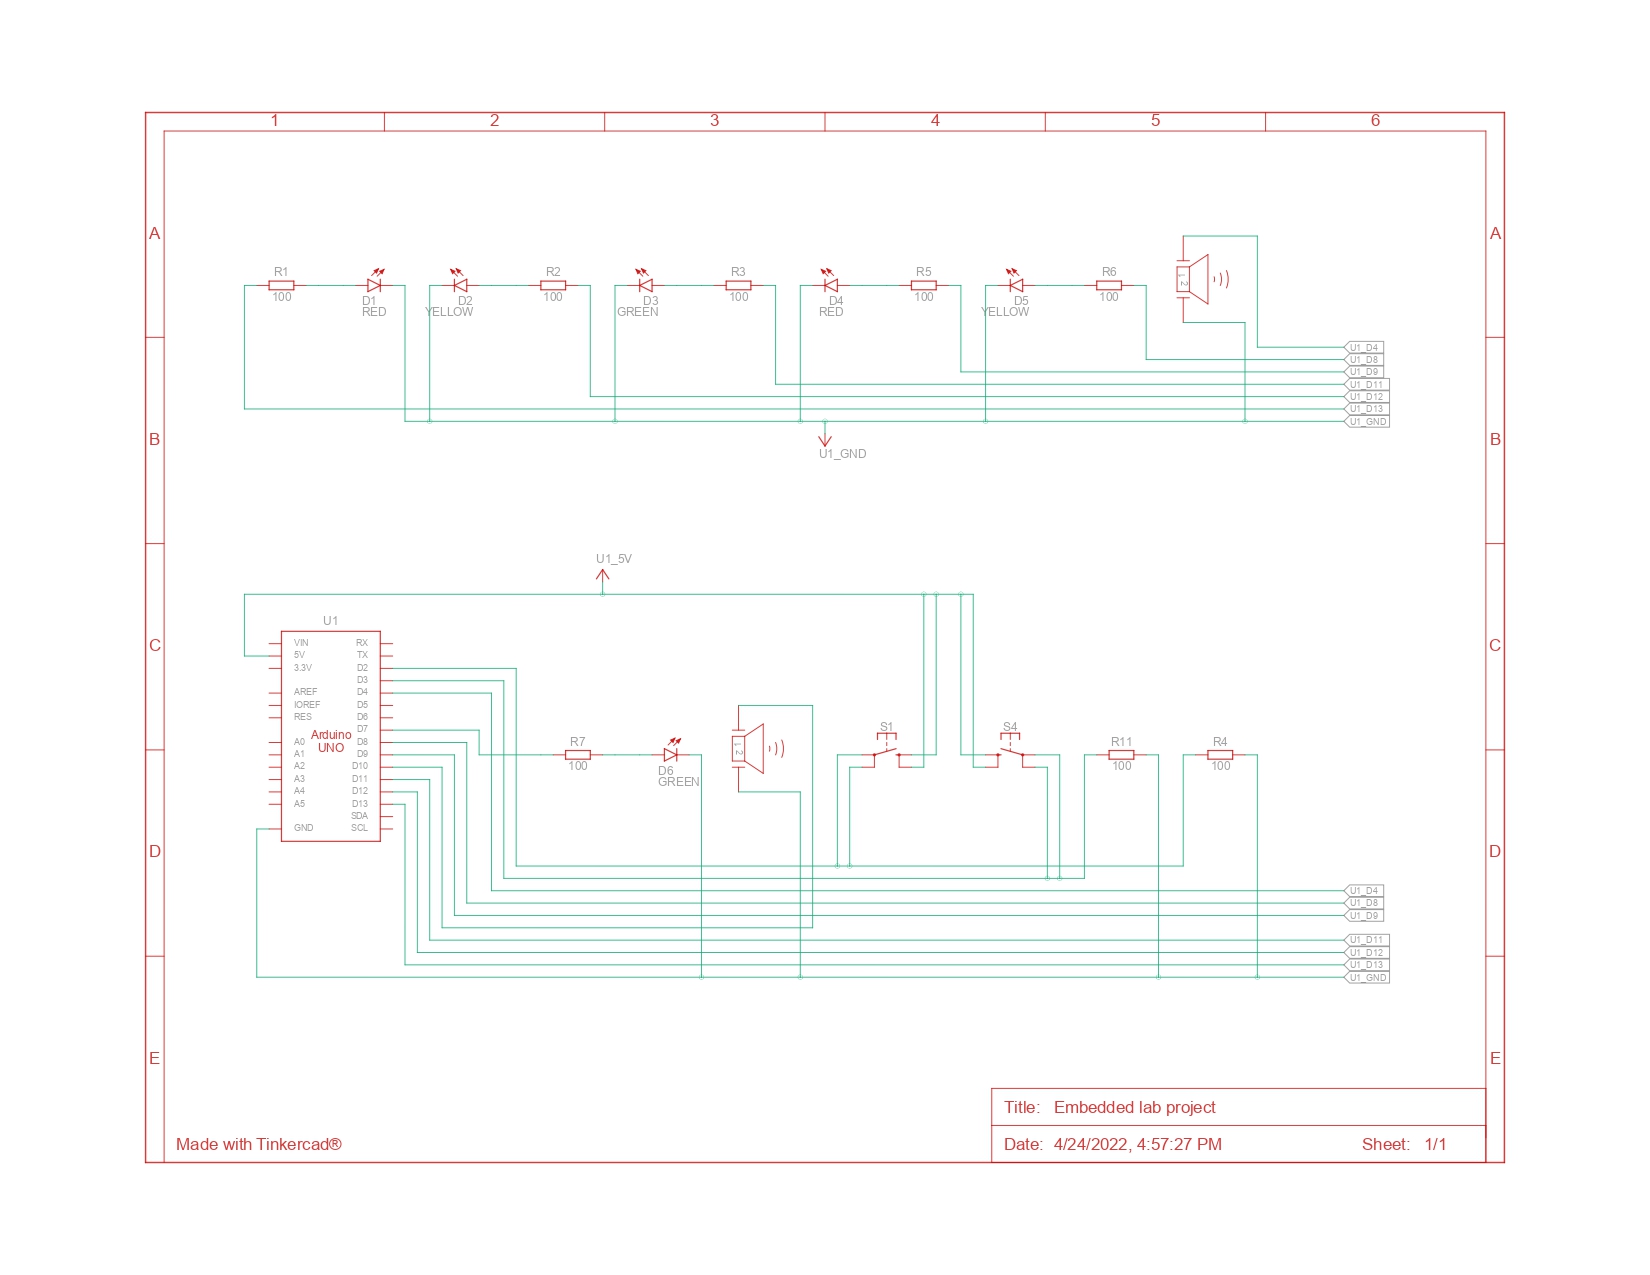 1 2 3 4 5 6
A A
R1 R2 R3 R5 R6
100 100 100 100 100
D1 D2 D3 D4 D5
RED YELLOW GREEN RED YELLOW
1 2
U1_D4
U1_D8
U1_D9
U1_D11
U1_D12
U1_D13
U1_GND
B B
U1_GND
U1_5V
U1
C C
VIN RX
5V TX
3.3V D2
D3
AREF D4
IOREF D5
RES D6
D7
Arduino
UNO
A0 D8
A1 D9
A2 D10
A3 D11
A4 D12
A5 D13
SDA
GND SCL
R7 S1 S4 R11 R4
100 100 100
D6
GREEN
1 2
D D
U1_D4
U1_D8
U1_D9
U1_D11
U1_D12
U1_D13
U1_GND
E E
Title: Embedded lab project
Made with Tinkercad®
Date: 4/24/2022, 4:57:27 PM Sheet: 1/1